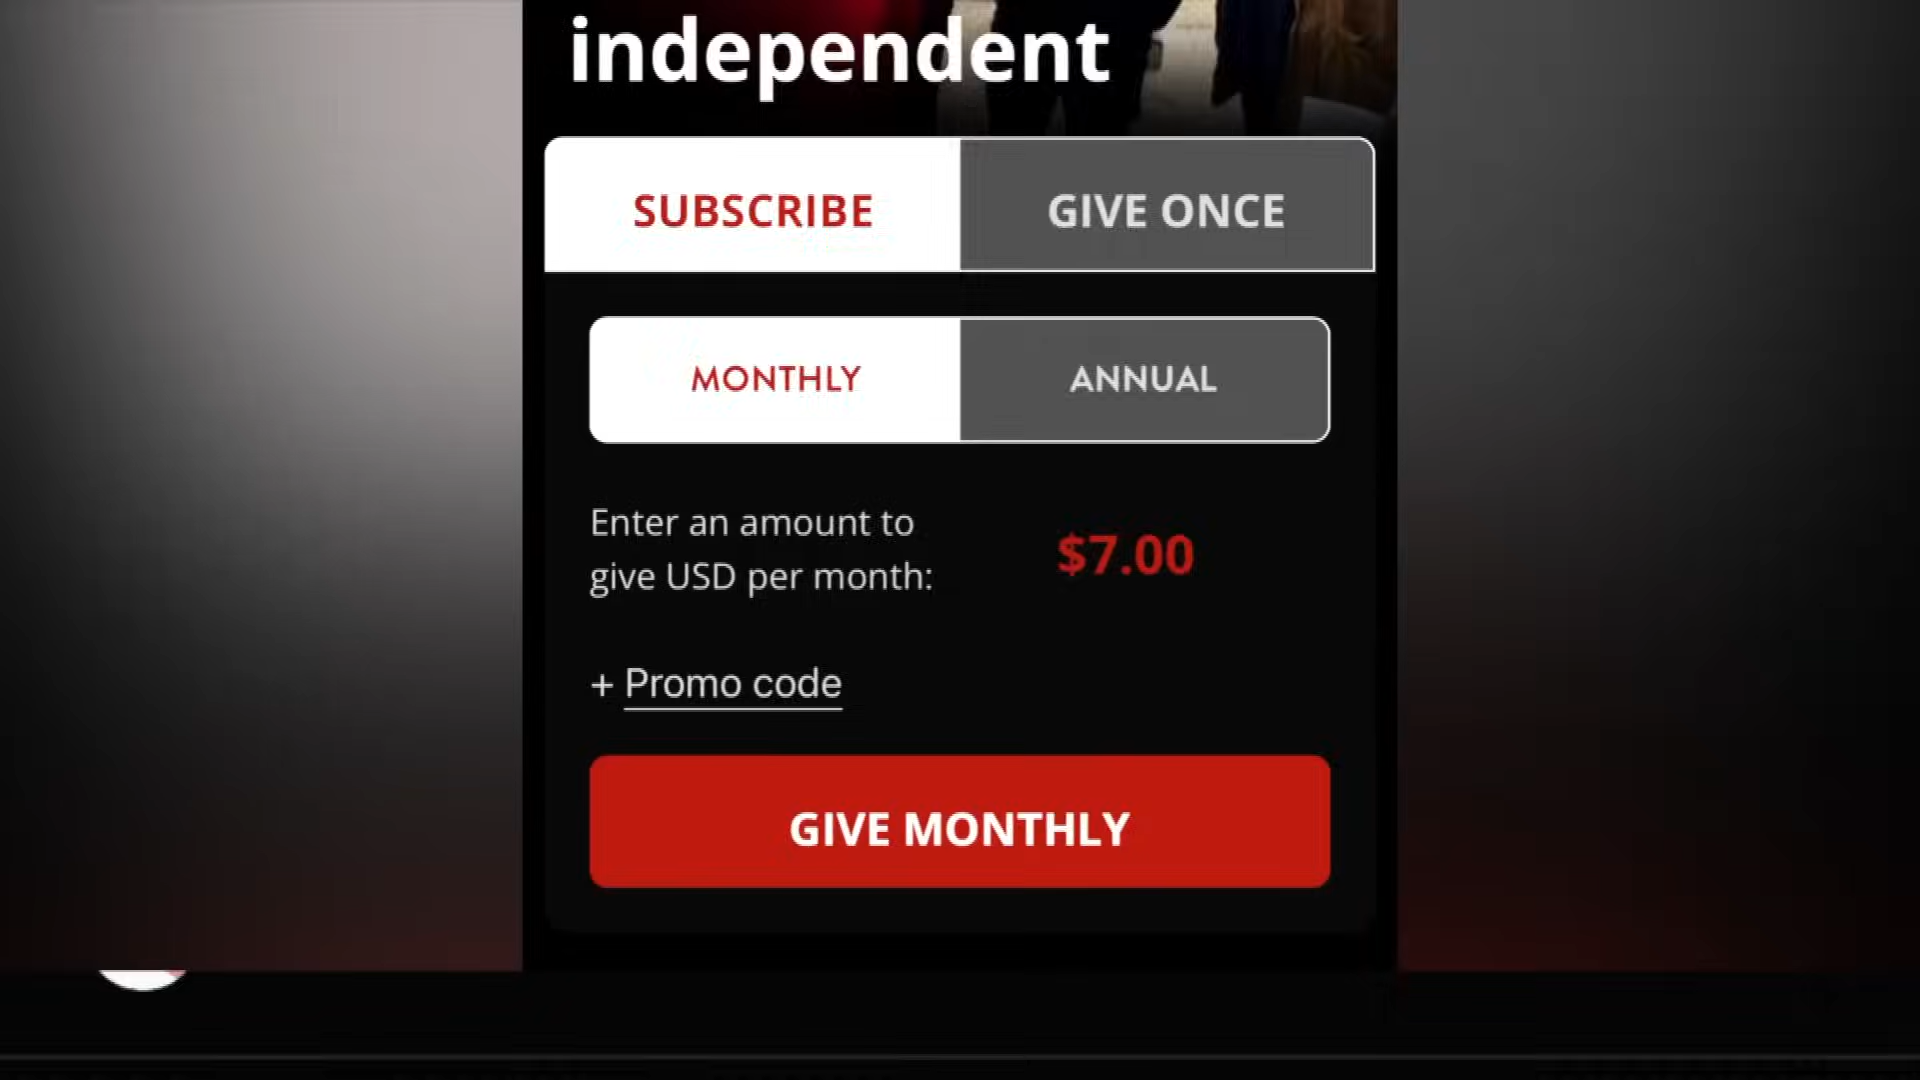 independent
SUBSCRIBE
GIVE ONCE
MONTHLY
ANNUAL
Enter an amount to
give USD per month:
$7.00
+ Promo code
GIVE MONTHLY